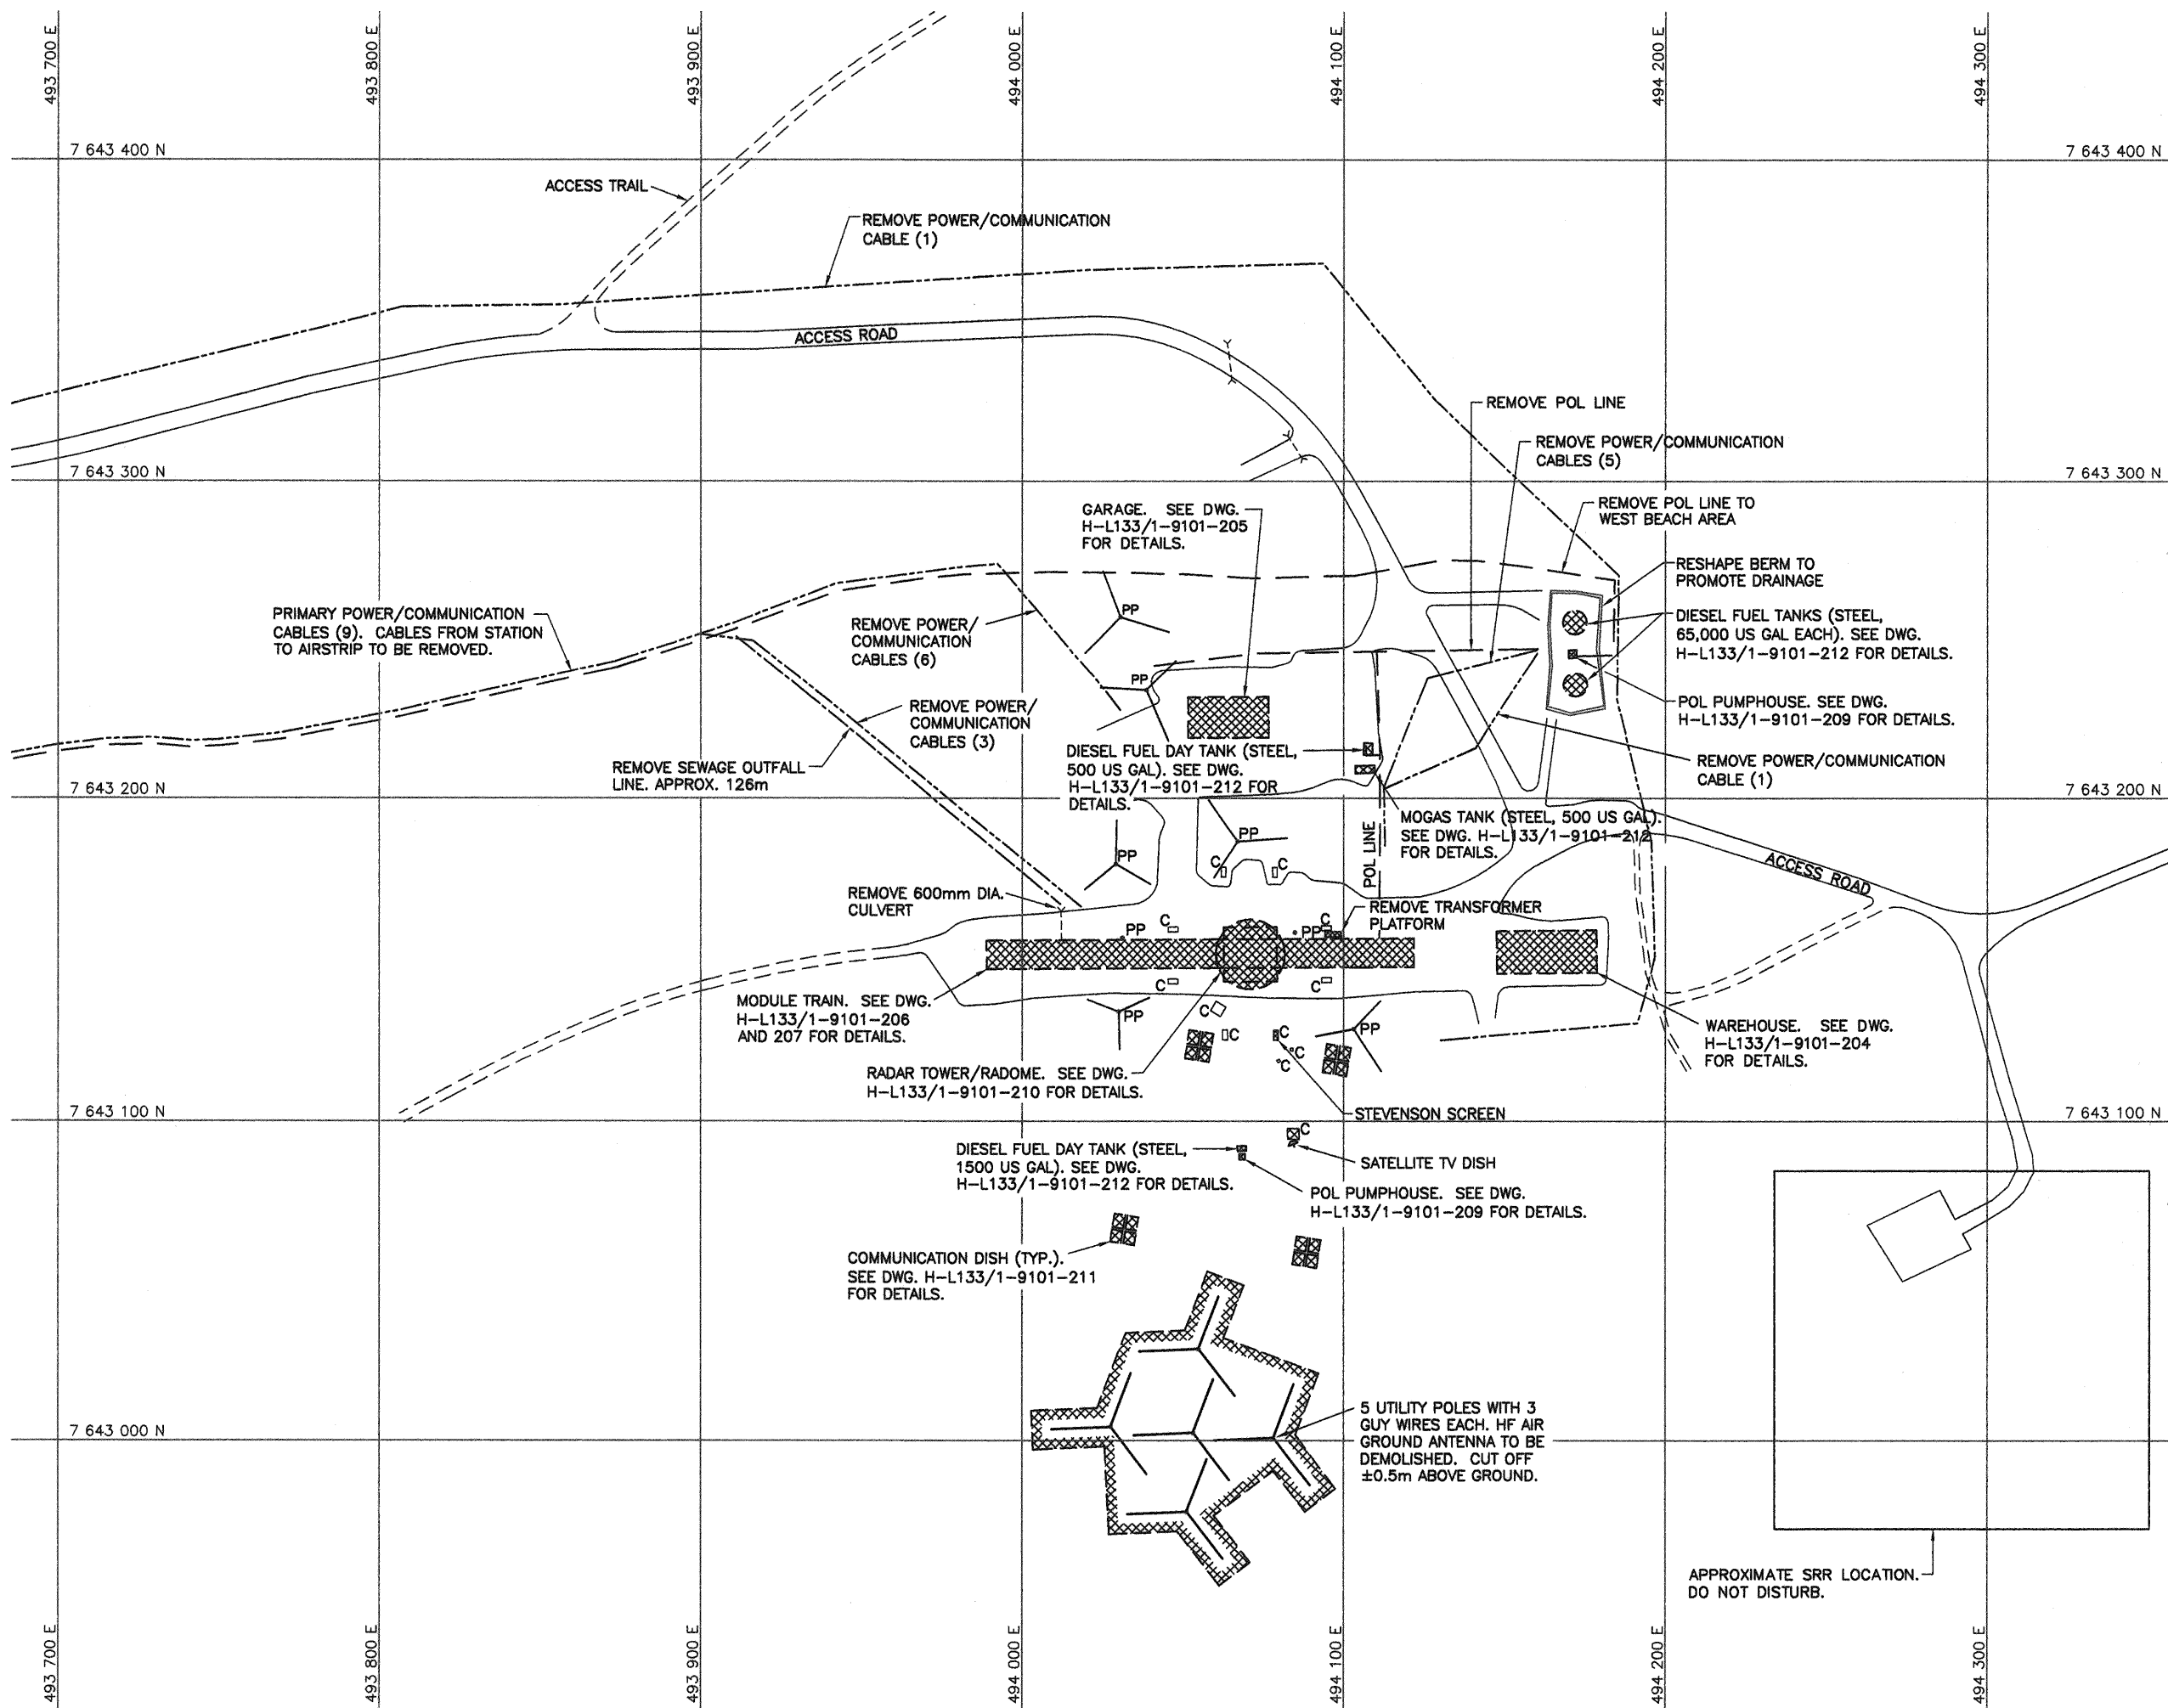 493 700 E
493 800 E
493 900 E
494 000 E
494 100 E
494 200 E
494 300 E
7 643 400 N
7 643 400 N
ACCESS TRAIL
REMOVE POWER/COMMUNICATION
CABLE (1)
ACCESS ROAD
REMOVE POL LINE
REMOVE POWER/COMMUNICATION
CABLES (5)
7 643 300 N
7 643 300 N
GARAGE. SEE DWG.
H-L133/1-9101-205
FOR DETAILS.
REMOVE POL LINE TO
WEST BEACH AREA
RESHAPE BERM TO
PROMOTE DRAINAGE
PRIMARY POWER/COMMUNICATION
CABLES (9). CABLES FROM STATION
TO AIRSTRIP TO BE REMOVED.
REMOVE POWER/
COMMUNICATION
CABLES (6)
PP
DIESEL FUEL TANKS (STEEL,
65,000 US GAL EACH). SEE DWG.
H-L133/1-9101-212 FOR DETAILS.
PP
REMOVE POWER/
COMMUNICATION
CABLES (3)
POL PUMPHOUSE. SEE DWG.
H-L133/1-9101-209 FOR DETAILS.
DIESEL FUEL DAY TANK (STEEL,
500 US GAL). SEE DWG.
H-L133/1-9101-212 FOR
DETAILS.
REMOVE SEWAGE OUTFALL
LINE. APPROX. 126m
REMOVE POWER/COMMUNICATION
CABLE (1)
7 643 200 N
7 643 200 N
MOGAS TANK (STEEL, 500 US GAL).
SEE DWG. H-L133/1-9101-212
FOR DETAILS.
POL LINE
PP
PP
C
C
ACCESS ROAD
REMOVE 600mm DIA.
CULVERT
REMOVE TRANSFORMER
PLATFORM
PP
C
PP
C
C
C
MODULE TRAIN. SEE DWG.
H-L133/1-9101-206
AND 207 FOR DETAILS.
PP
C
C
C
C
C
PP
WAREHOUSE. SEE DWG.
H-L133/1-9101-204
FOR DETAILS.
RADAR TOWER/RADOME. SEE DWG.
H-L133/1-9101-210 FOR DETAILS.
STEVENSON SCREEN
7 643 100 N
7 643 100 N
C
DIESEL FUEL DAY TANK (STEEL,
1500 US GAL). SEE DWG.
H-L133/1-9101-212 FOR DETAILS.
SATELLITE TV DISH
POL PUMPHOUSE. SEE DWG.
H-L133/1-9101-209 FOR DETAILS.
COMMUNICATION DISH (TYP.).
SEE DWG. H-L133/1-9101-211
FOR DETAILS.
7 643 000 N
5 UTILITY POLES WITH 3
GUY WIRES EACH. HF AIR
GROUND ANTENNA TO BE
DEMOLISHED. CUT OFF
±0.5m ABOVE GROUND.
APPROXIMATE SRR LOCATION.
DO NOT DISTURB.
493 700 E
493 800 E
493 900 E
494 000 E
494 100 E
494 200 E
494 300 E